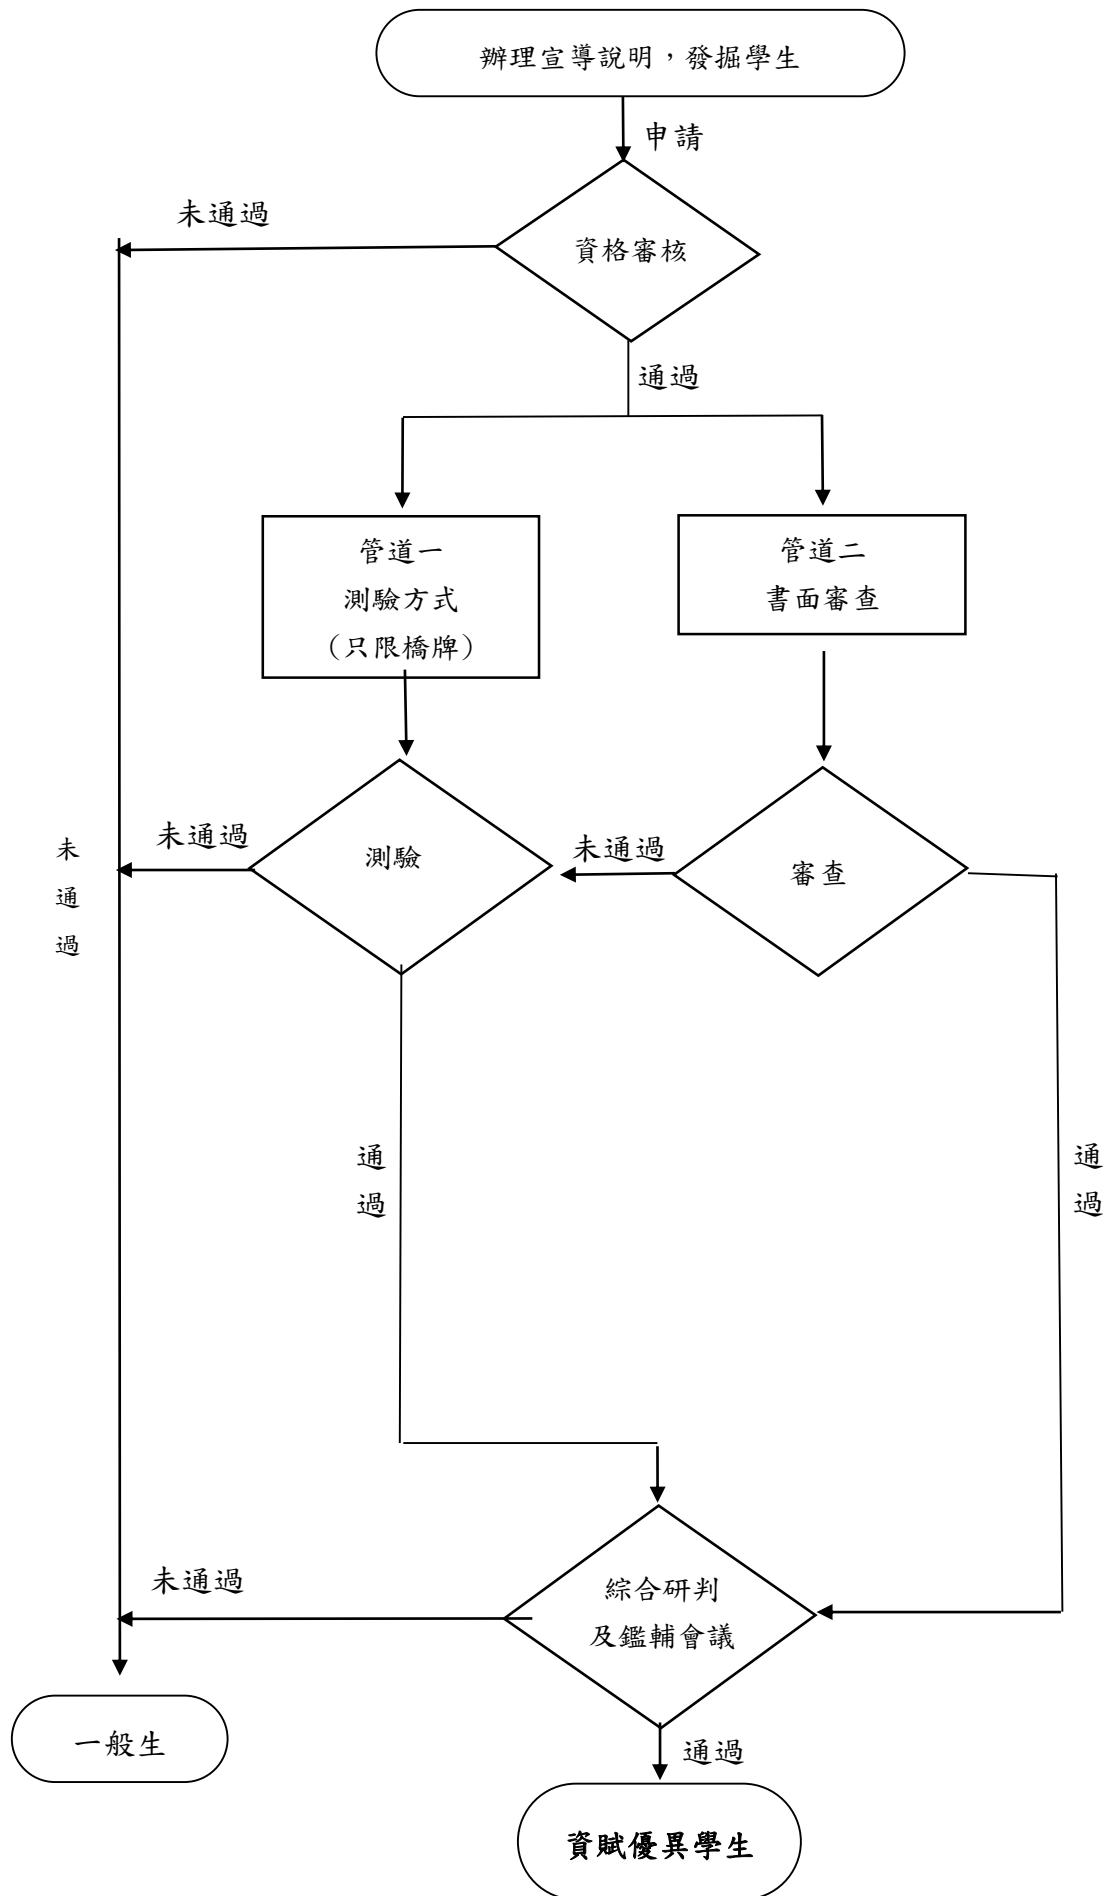 辦理宣導說明，發掘學生
申請
未通過
資格審核
通過
管道一
測驗方式
（只限橋牌）
管道二
書面審查
未通過
測驗
未通過
審查
未
通
過
通
過
通
過
未通過
綜合研判
及鑑輔會議
一般生
通過
資賦優異學生